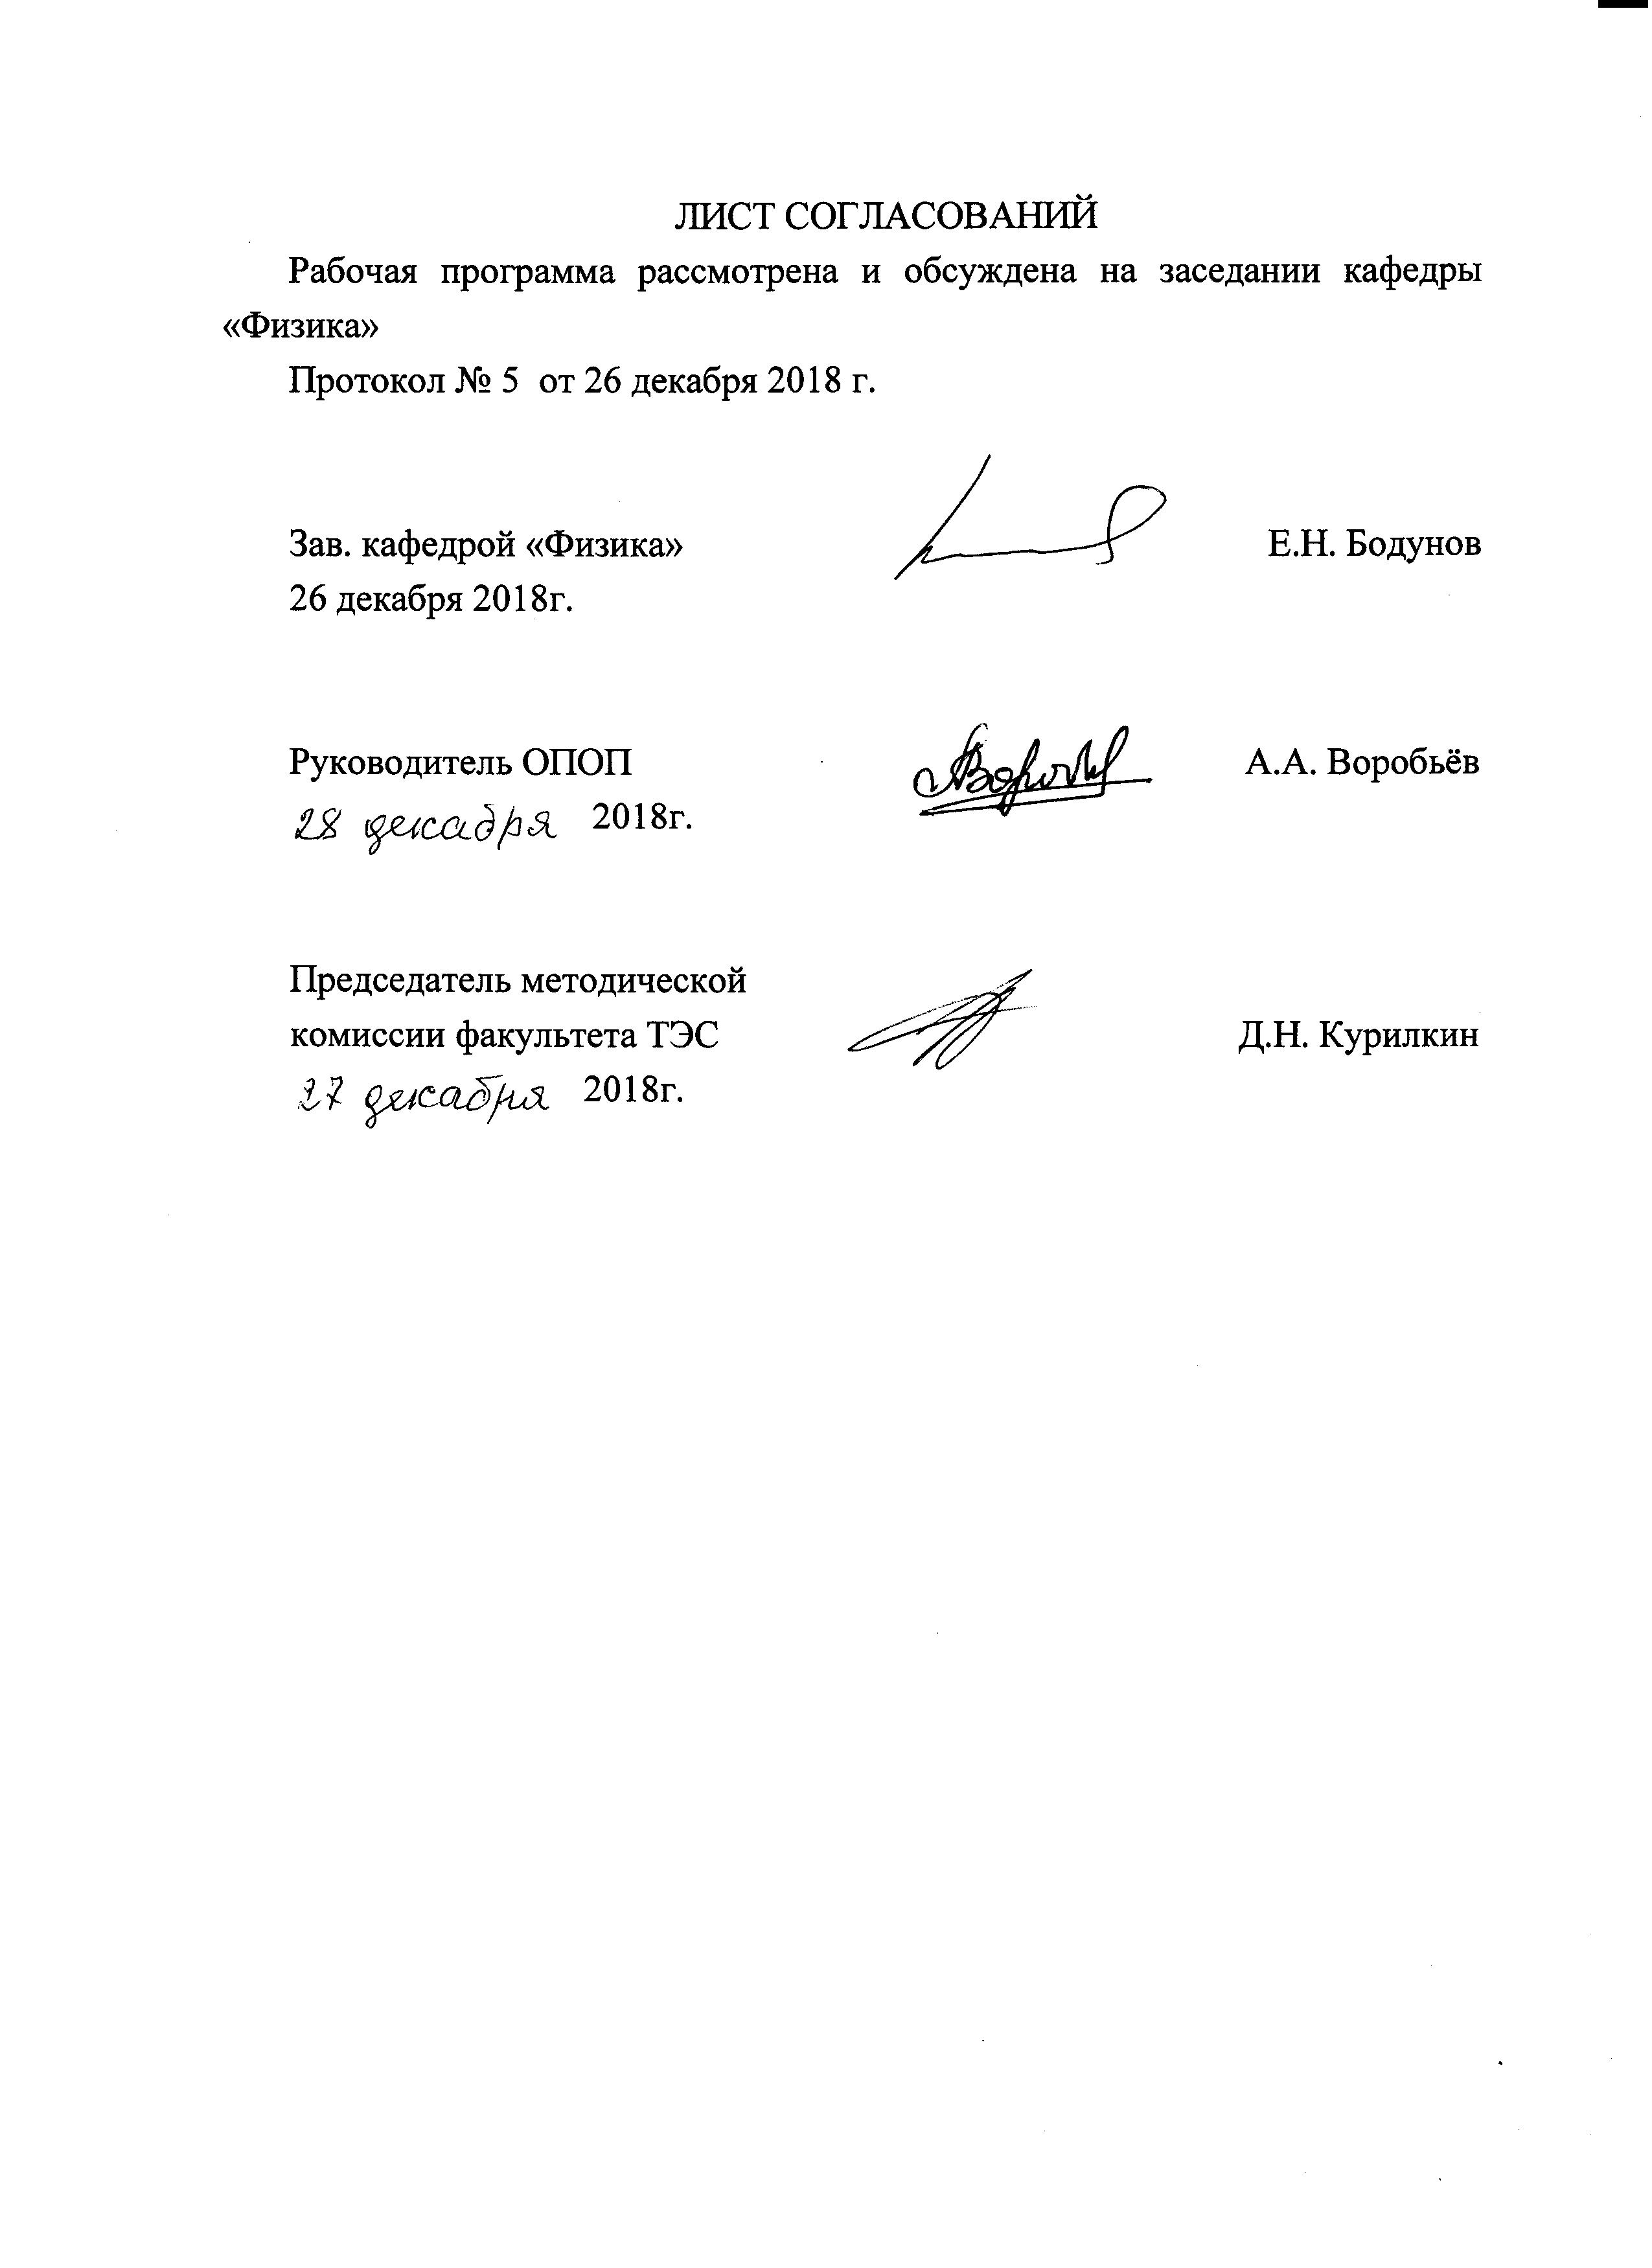 ЛИСТ СОГЛАСОВАНИЙ
Рабочая программа рассмотрена и обсуждена на заседании кафедры
«Физика»
Протокол № 5 от 26 декабря 2018 г.
Зав. кафедрой «Физика» Е.Н. Бодунов
26 декабря 2018г.
Руководитель ОПОП А.А. Воробьёв
28 декабря 2018г.
Председатель методической
комиссии факультета ТЭС Д.Н. Курилкин
27 декабря 2018г.